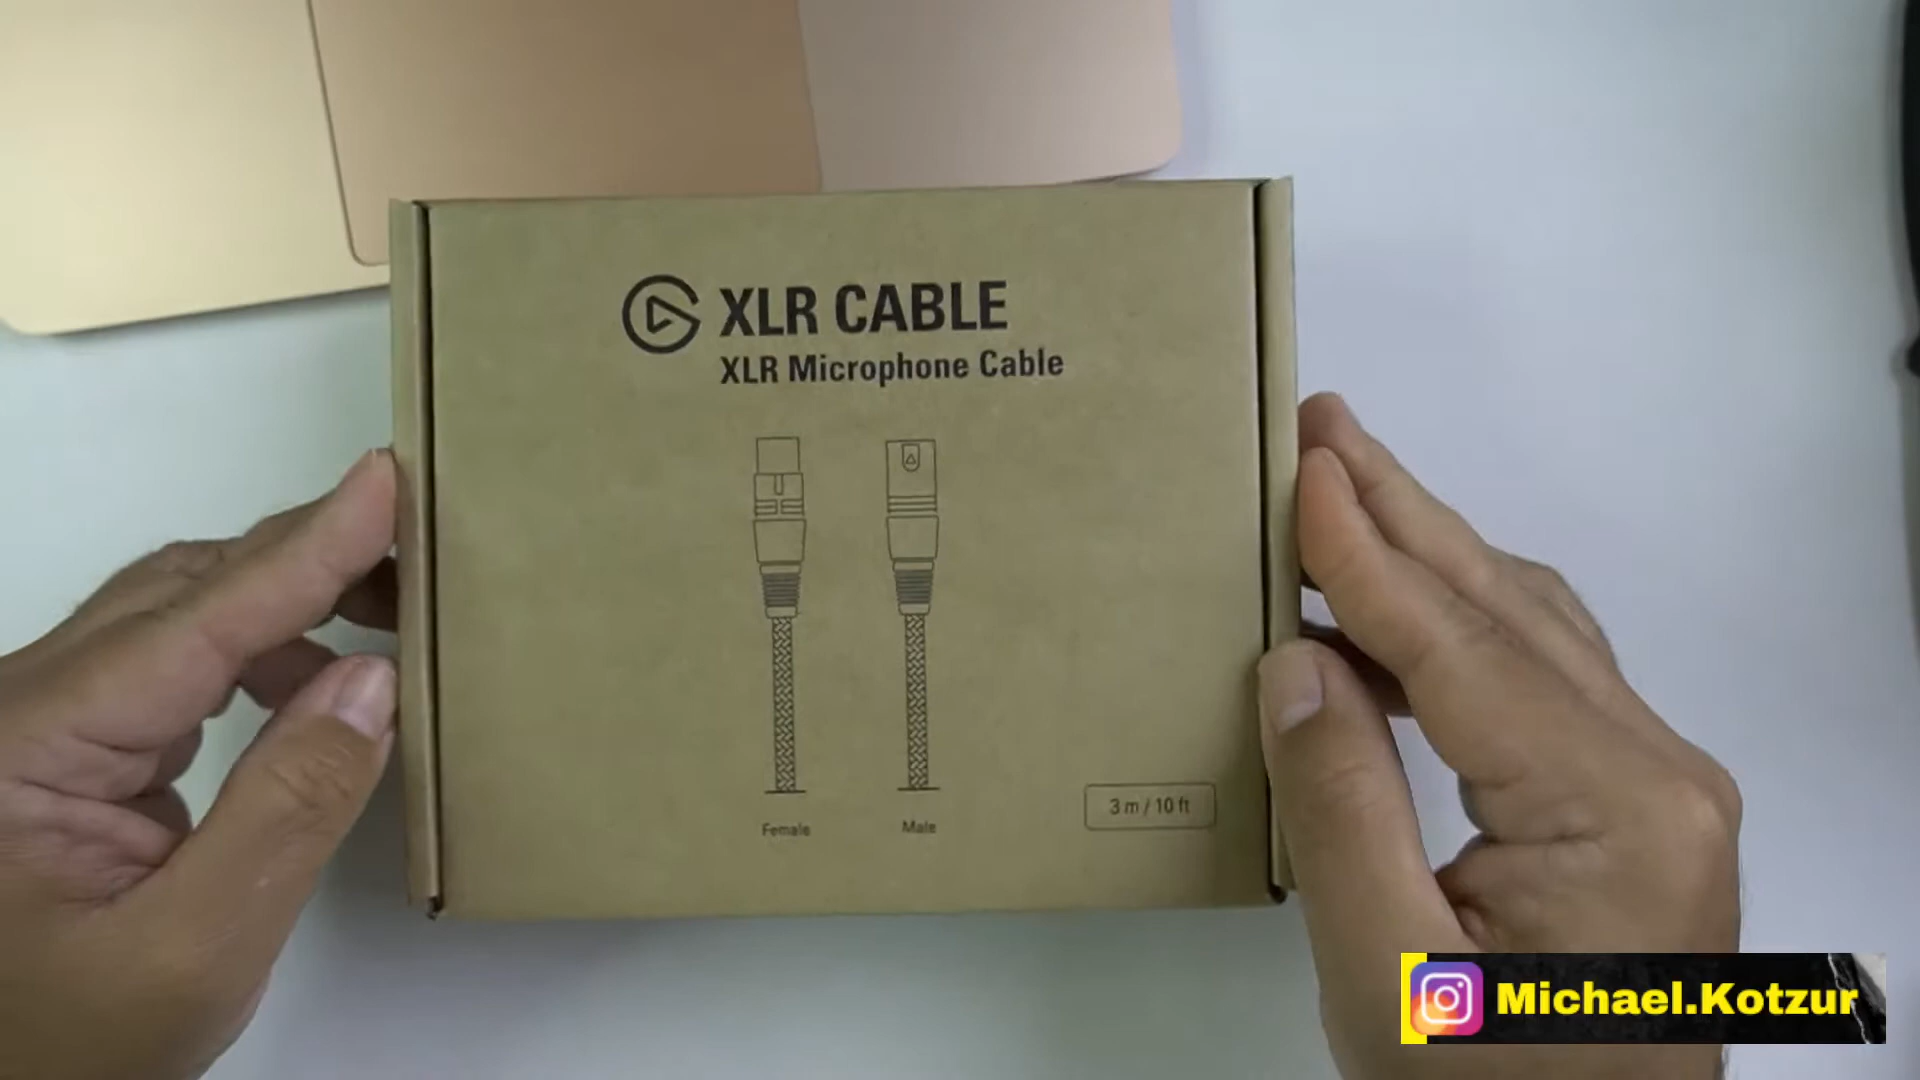 XLR CABLE
XLR Microphone Cable
Female
Male
3 m / 10 ft
Michael.Kotzur